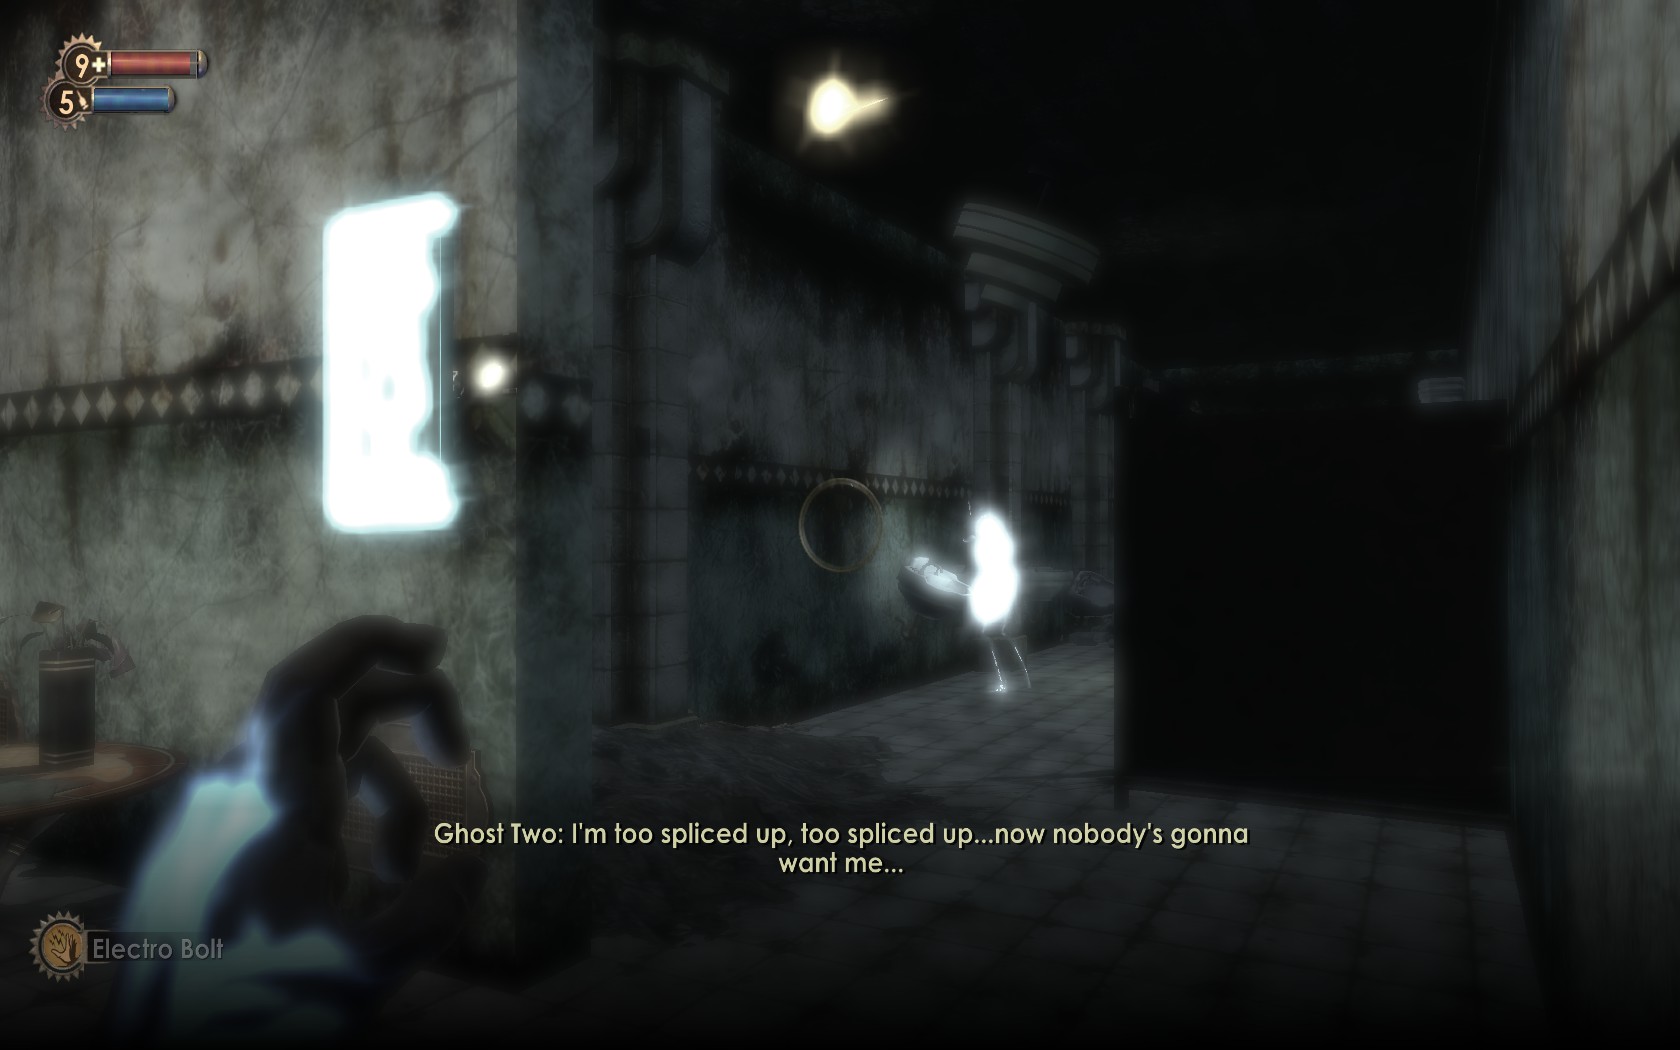 9+
5
Ghost Two: I'm too spliced up, too spliced up...now nobody's gonna
want me...
Electro Bolt